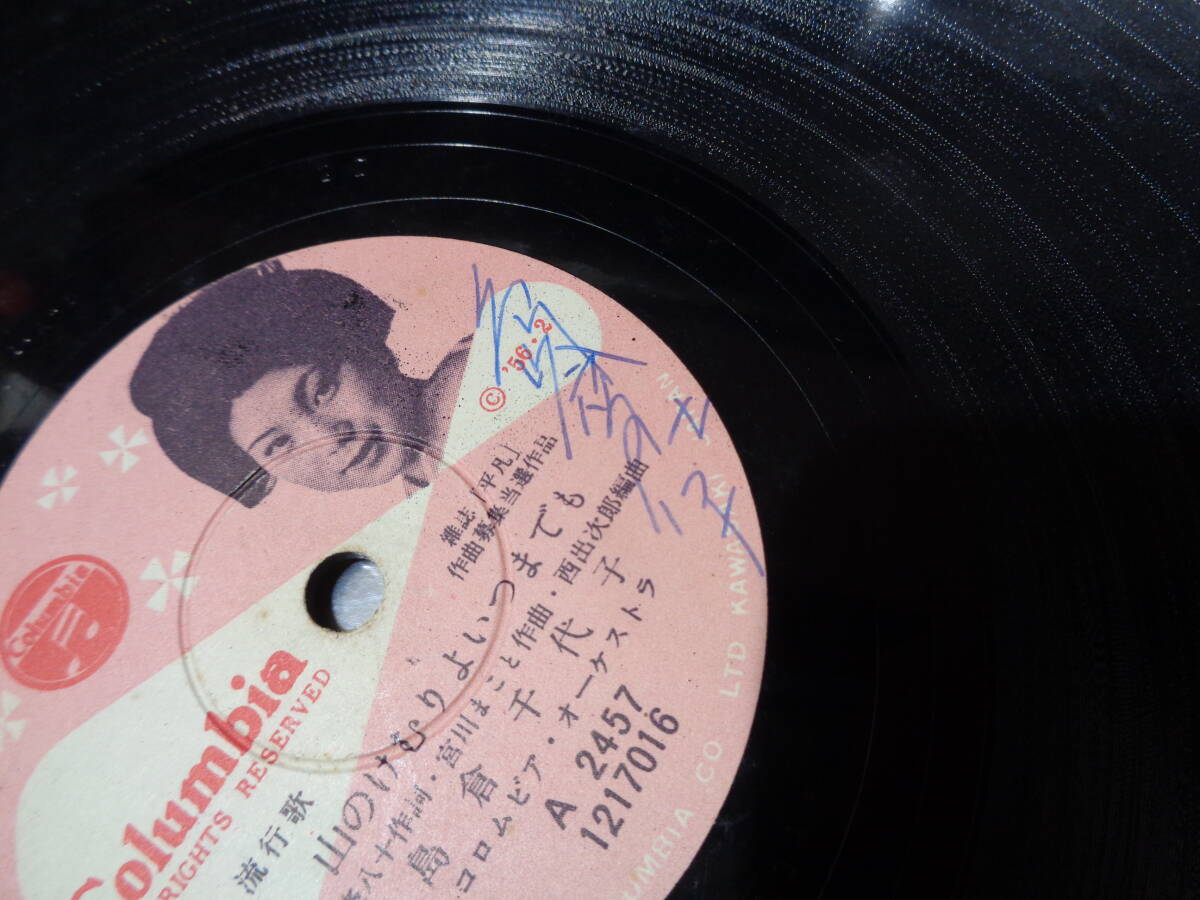 © '56・2
雑誌「平凡」
作曲募集当選作品
流行歌
山のけむりよいつまでも
八十作詞・宮川まこと作曲・西出次郎編曲
島倉千代子
コロムビア・オーケストラ
A 2457
1217016
Columbia
Columbia
RIGHTS RESERVED
UMBIA CO LTD KAWA KI JAPAN